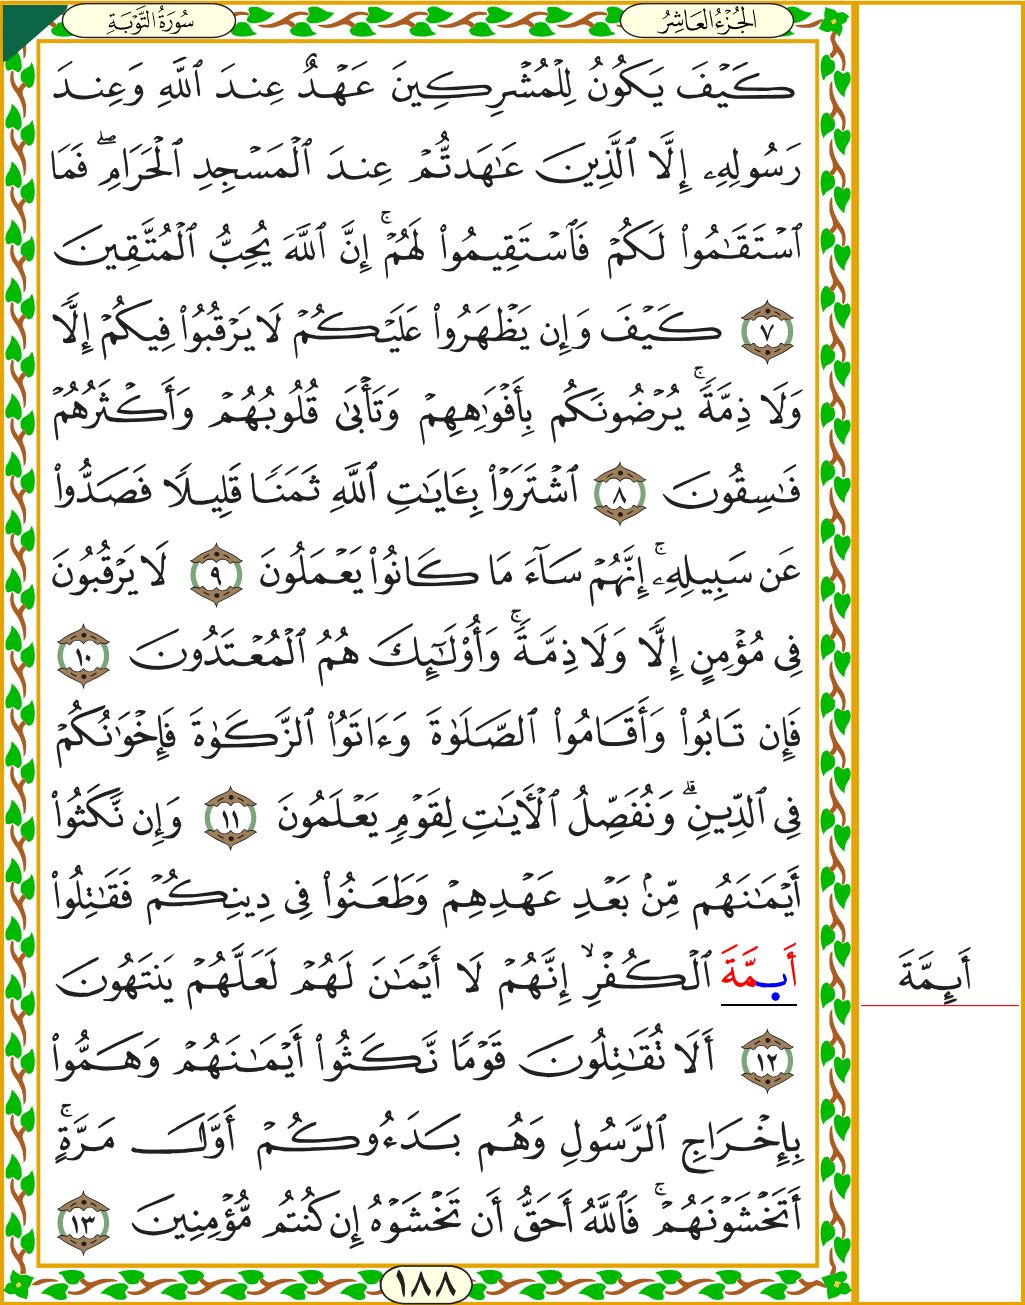 سُورَةُ التَّوْبَةِ
الجُزْءُ العَاشِرُ
كَيْفَ يَكُونُ لِلْمُشْرِكِينَ عَهْدٌ عِندَ ٱللَّهِ وَعِندَ
رَسُولِهِۦٓ إِلَّا ٱلَّذِينَ عَـٰهَدتُّمْ عِندَ ٱلْمَسْجِدِ ٱلْحَرَامِ ۖ فَمَا
ٱسْتَقَـٰمُوا۟ لَكُمْ فَٱسْتَقِيمُوا۟ لَهُمْ ۚ إِنَّ ٱللَّهَ يُحِبُّ ٱلْمُتَّقِينَ
٧ كَيْفَ وَإِن يَظْهَرُوا۟ عَلَيْكُمْ لَا يَرْقُبُوا۟ فِيكُمْ إِلًّا
وَلَا ذِمَّةً ۚ يُرْضُونَكُم بِأَفْوَٰهِهِمْ وَتَأْبَىٰ قُلُوبُهُمْ وَأَكْثَرُهُمْ
فَـٰسِقُونَ ٨ ٱشْتَرَوْا۟ بِـَٔايَـٰتِ ٱللَّهِ ثَمَنًا قَلِيلًا فَصَدُّوا۟
عَن سَبِيلِهِۦٓ ۚ إِنَّهُمْ سَآءَ مَا كَانُوا۟ يَعْمَلُونَ ٩ لَا يَرْقُبُونَ
فِى مُؤْمِنٍ إِلًّا وَلَا ذِمَّةً ۚ وَأُو۟لَـٰٓئِكَ هُمُ ٱلْمُعْتَدُونَ ١٠
فَإِن تَابُوا۟ وَأَقَامُوا۟ ٱلصَّلَوٰةَ وَءَاتَوُا۟ ٱلزَّكَوٰةَ فَإِخْوَٰنُكُمْ
فِى ٱلدِّينِ ۗ وَنُفَصِّلُ ٱلْـَٔايَـٰتِ لِقَوْمٍ يَعْلَمُونَ ١١ وَإِن نَّكَثُوٓا۟
أَيْمَـٰنَهُم مِّنۢ بَعْدِ عَهْدِهِمْ وَطَعَنُوا۟ فِى دِينِكُمْ فَقَـٰتِلُوٓا۟
أَىِٕمَّةَ ٱلْكُفْرِ ۙ إِنَّهُمْ لَآ أَيْمَـٰنَ لَهُمْ لَعَلَّهُمْ يَنتَهُونَ
أَئِمَّةَ
١٢ أَلَا تُقَـٰتِلُونَ قَوْمًا نَّكَثُوٓا۟ أَيْمَـٰنَهُمْ وَهَمُّوا۟
بِإِخْرَاجِ ٱلرَّسُولِ وَهُم بَدَءُوكُمْ أَوَّلَ مَرَّةٍ ۚ
أَتَخْشَوْنَهُمْ ۚ فَٱللَّهُ أَحَقُّ أَن تَخْشَوْهُ إِن كُنتُم مُّؤْمِنِينَ ١٣
١٨٨